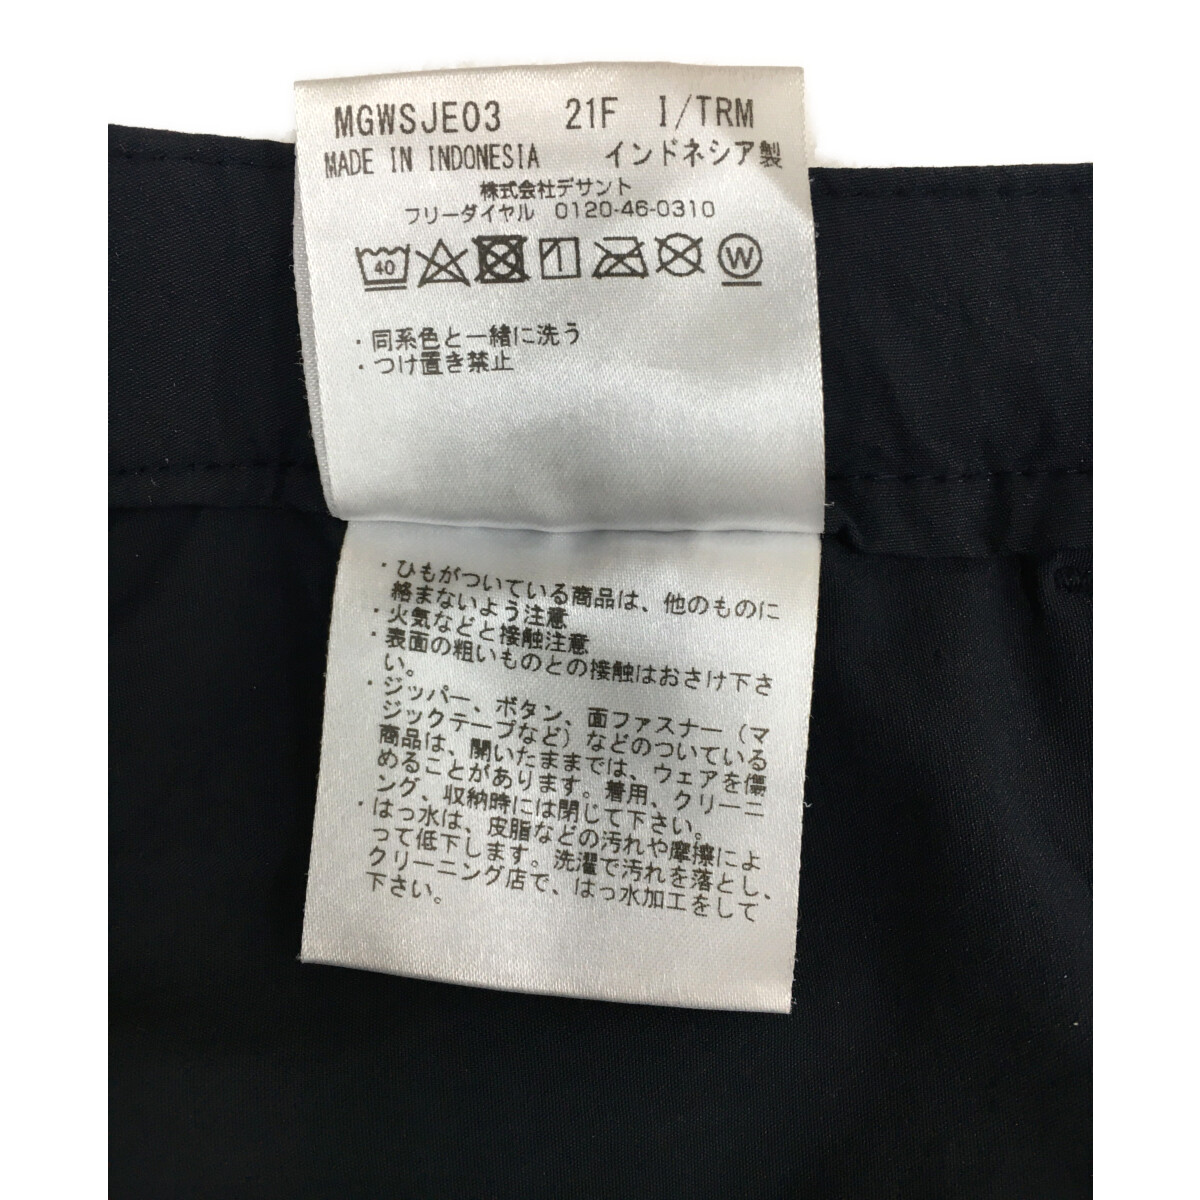 MGWSJE03 21F I/TRM
MADE IN INDONESIA インドネシア製
株式会社デサント
フリーダイヤル 0120-46-0310
40 W
・同系色と一緒に洗う
・つけ置き禁止
・ひもがついている商品は、他のものに
絡まないよう注意
・火気などと接触注意
・表面の粗いものとの接触はおさけ下さ
い。
・ジッパー、ボタン、面ファスナー（マ
ジックテープなど）などのついている
商品は、開いたままでは、ウェアを傷
めることがあります。着用、クリーニ
ング、収納時には閉じて下さい。
・はっ水は、皮脂などの汚れや摩擦によ
って低下します。洗濯で汚れを落とし、
クリーニング店で、はっ水加工をして
下さい。